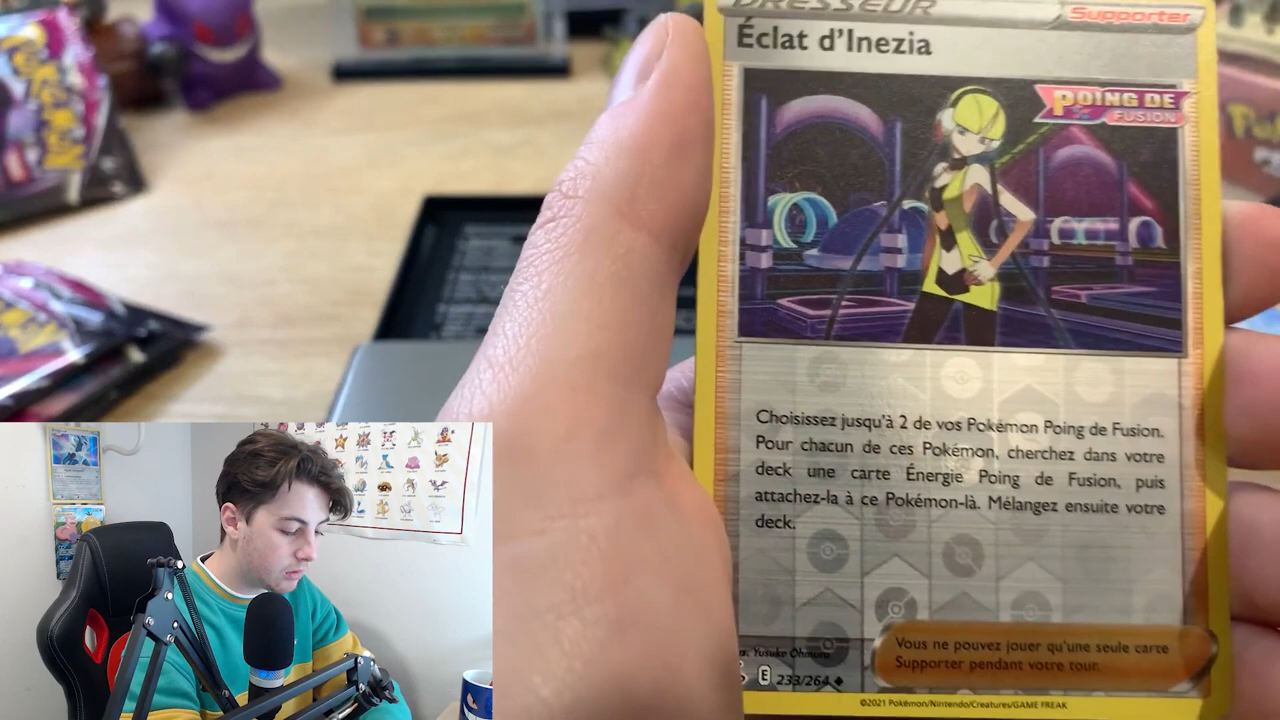 DRESSEUR
Supporter
Éclat d'Inezia
POING DE
FUSION
Choisissez jusqu'à 2 de vos Pokémon Poing de Fusion.
Pour chacun de ces Pokémon, cherchez dans votre
deck une carte Énergie Poing de Fusion, puis
attachez-la à ce Pokémon-là. Mélangez ensuite votre
deck.
Vous ne pouvez jouer qu'une seule carte
Supporter pendant votre tour.
Yusuke Ohmura
E 233/264
©2021 Pokémon/Nintendo/Creatures/GAME FREAK